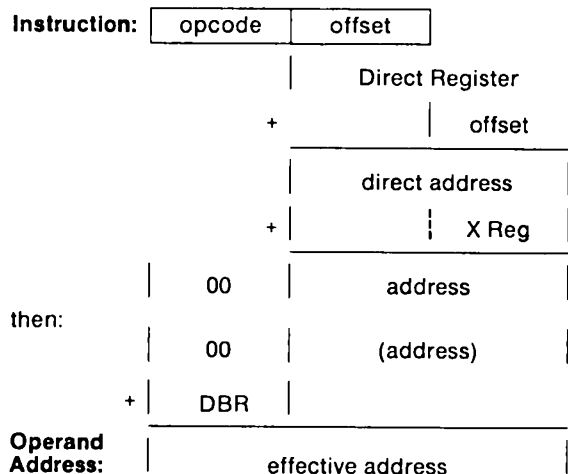 Instruction: opcode offset
Direct Register
+ offset
direct address
+ X Reg
00 address
then:
00 (address)
+ DBR
Operand
Address: effective address